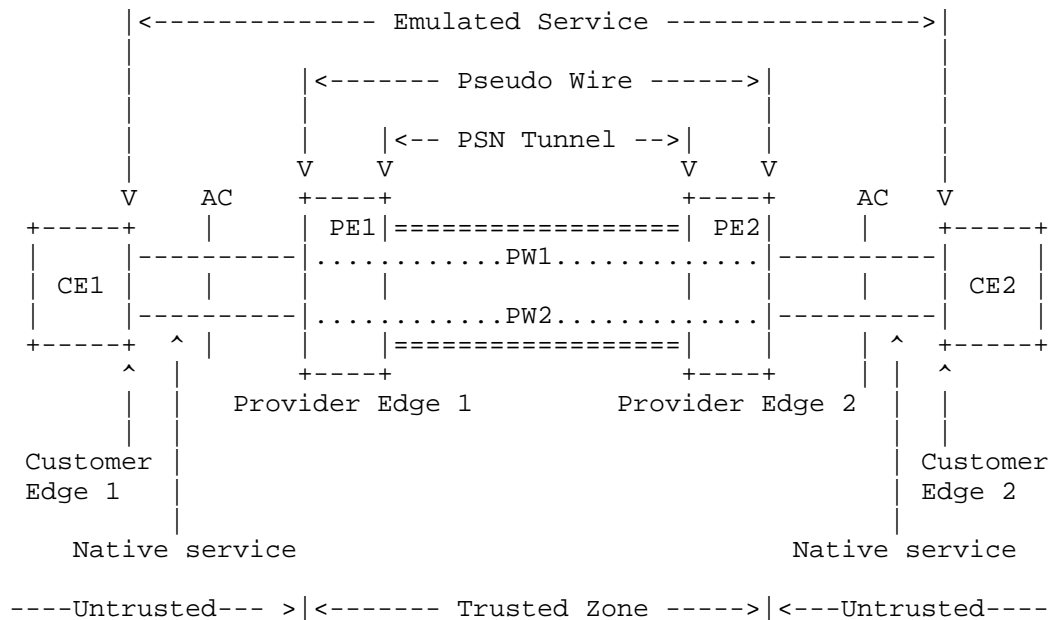 |<-------------- Emulated Service ---------------->|
|<------- Pseudo Wire ------>|
|<-- PSN Tunnel -->|
V V V V
V AC +----+ +----+ AC V
+-----+ | | PE1|==================| PE2| | +-----+
| |----------|............PW1.............|----------| |
| CE1 | | | | | | | | CE2 |
| |----------|............PW2.............|----------| |
+-----+ ^ | | |==================| | | ^ +-----+
^ | +----+ +----+ | | ^
| | Provider Edge 1 Provider Edge 2 | |
Customer | | Customer
Edge 1 | | Edge 2
Native service Native service
----Untrusted--- >|<------- Trusted Zone ----->|<---Untrusted----